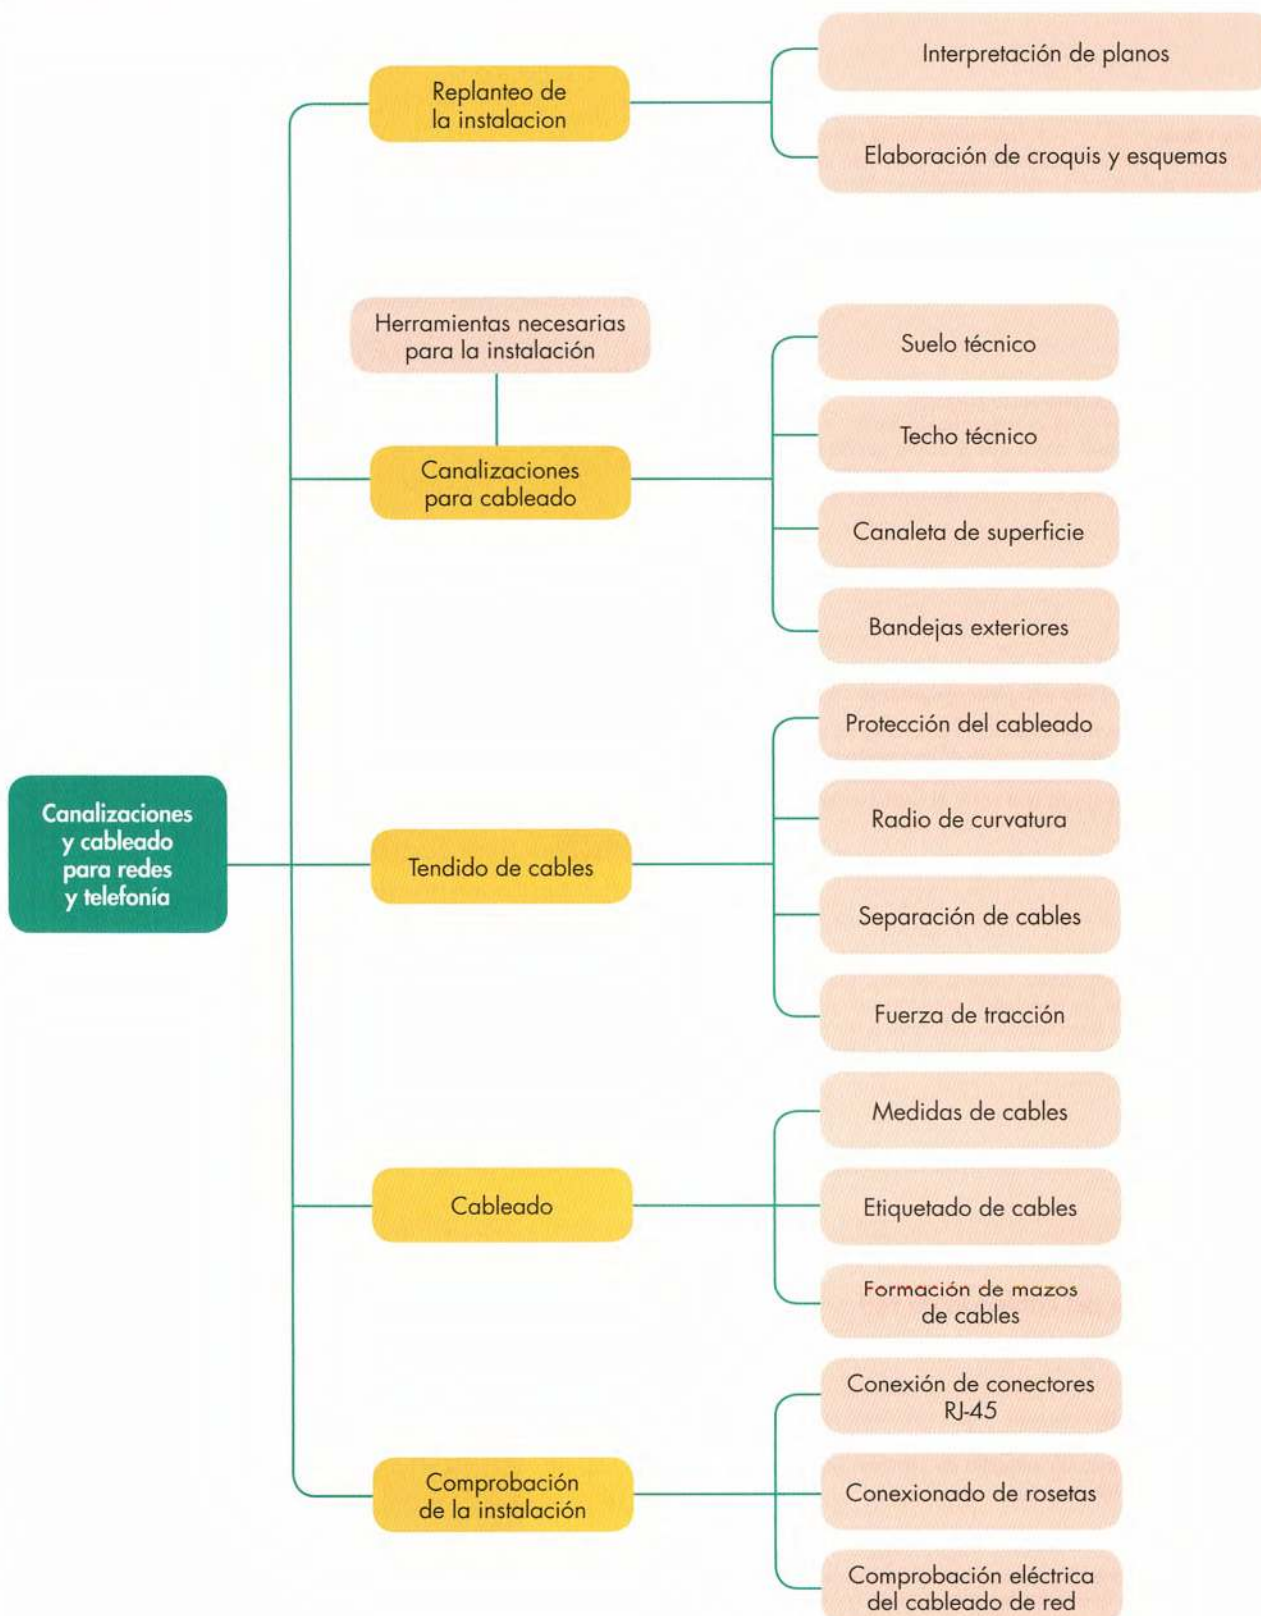 Interpretación de planos
Replanteo de
la instalacion
Elaboración de croquis y esquemas
Herramientas necesarias
para la instalación
Suelo técnico
Techo técnico
Canalizaciones
para cableado
Canaleta de superficie
Bandejas exteriores
Protección del cableado
Canalizaciones
y cableado
para redes
y telefonía
Radio de curvatura
Tendido de cables
Separación de cables
Fuerza de tracción
Medidas de cables
Cableado
Etiquetado de cables
Formación de mazos
de cables
Conexión de conectores
RJ-45
Comprobación
de la instalación
Conexionado de rosetas
Comprobación eléctrica
del cableado de red